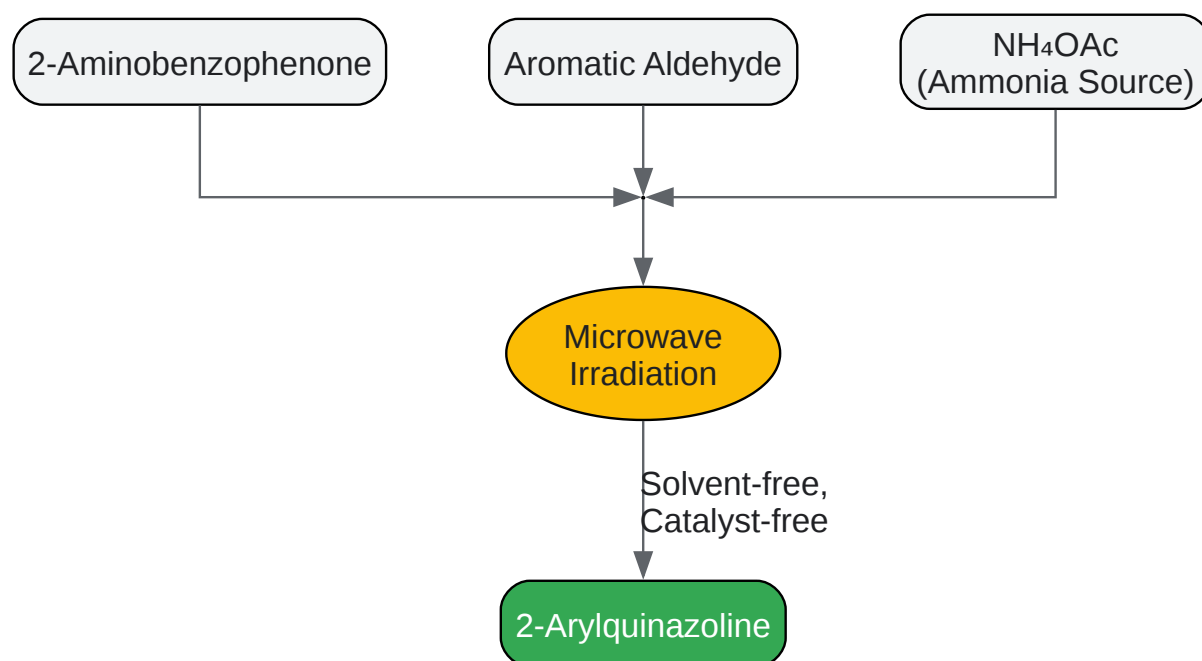 2-Aminobenzophenone
Aromatic Aldehyde
NH₄OAc
(Ammonia Source)
Microwave
Irradiation
Solvent-free,
Catalyst-free
2-Arylquinazoline